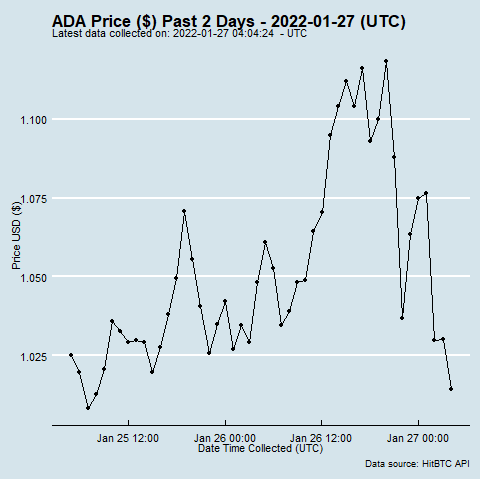 ADA Price ($) Past 2 Days - 2022-01-27 (UTC)
Latest data collected on: 2022-01-27 04:04:24 - UTC
1.100
1.075
1.050
1.025
Price USD ($)
Jan 25 12:00
Jan 26 00:00
Jan 26 12:00
Jan 27 00:00
Date Time Collected (UTC)
Data source: HitBTC API